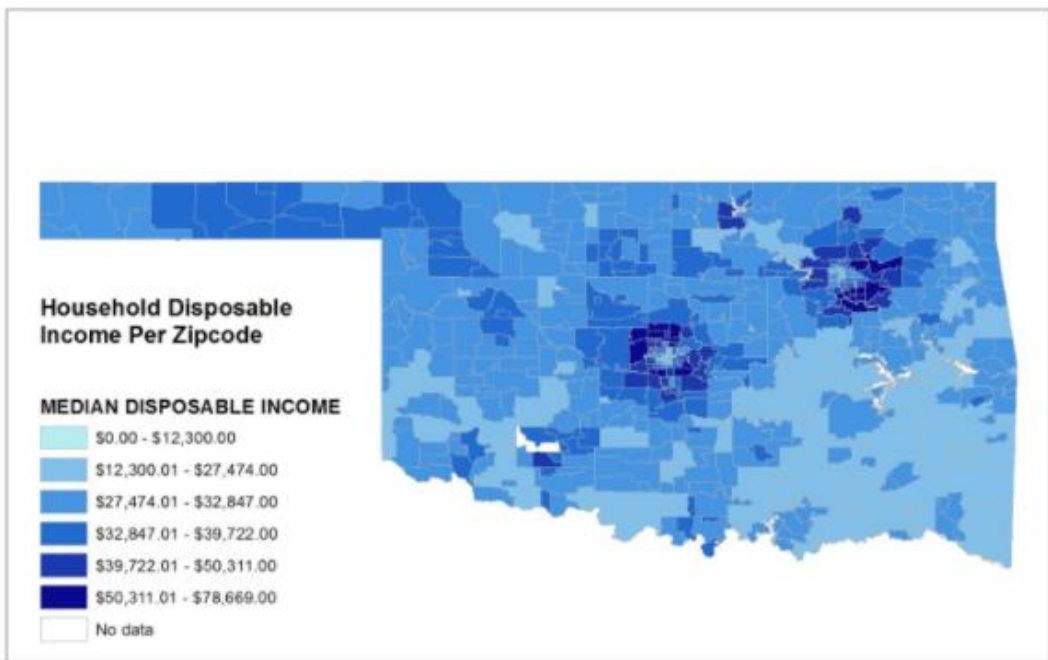 Household Disposable
Income Per Zipcode
MEDIAN DISPOSABLE INCOME
$0.00 - $12,300.00
$12,300.01 - $27,474.00
$27,474.01 - $32,847.00
$32,847.01 - $39,722.00
$39,722.01 - $50,311.00
$50,311.01 - $78,669.00
No data